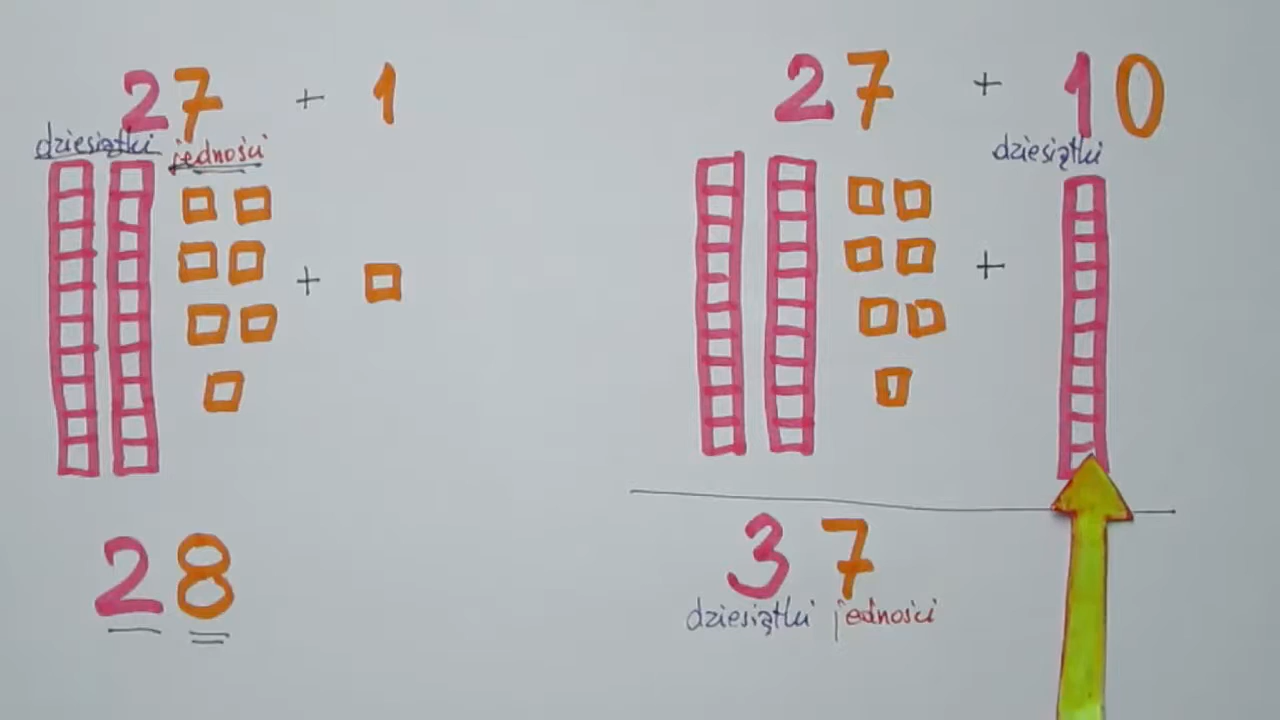 27 + 1
dziesiątki jedności
+
28
27 + 10
dziesiątki
+
37
dziesiątki jedności